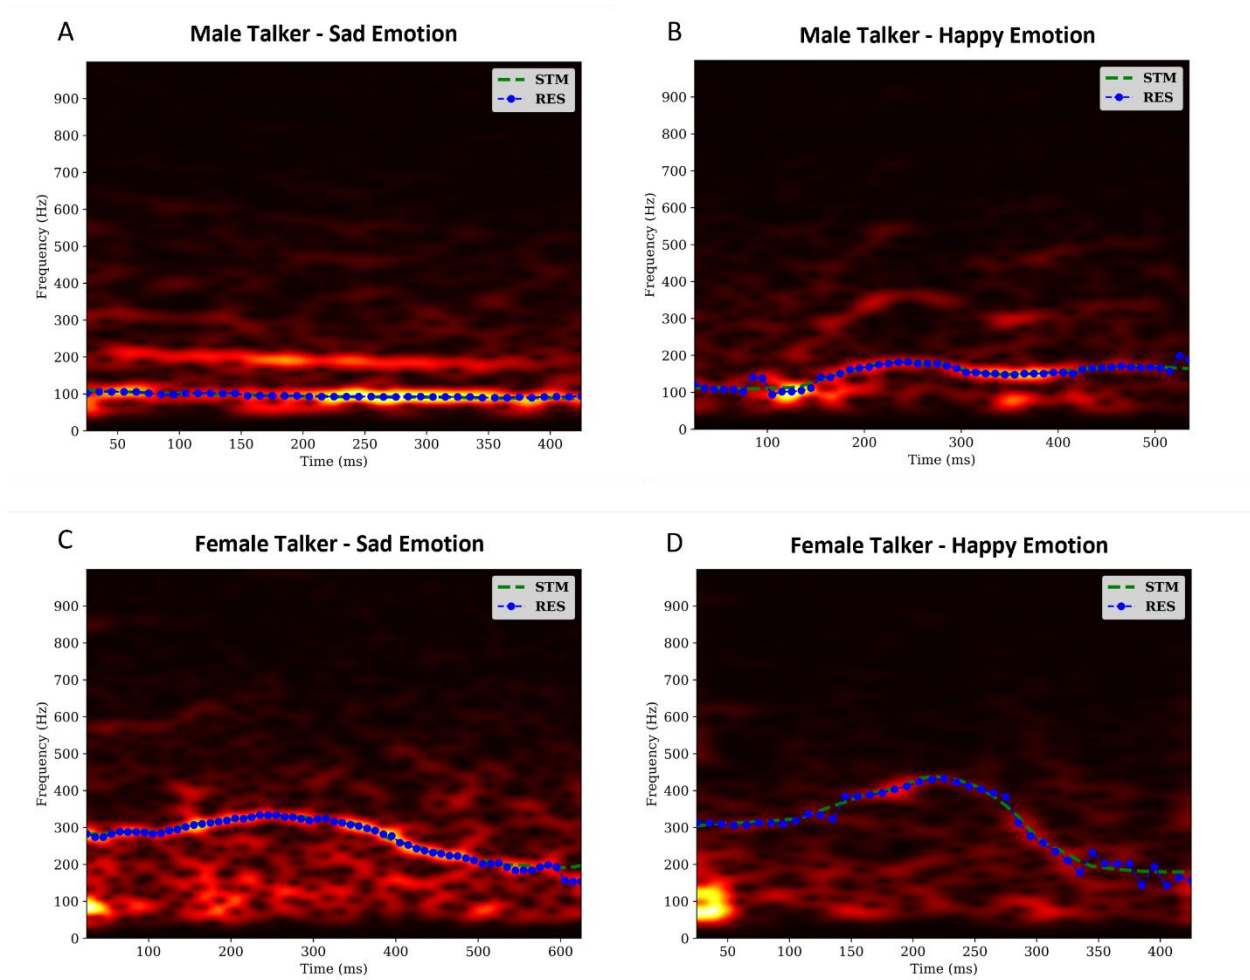 A
Male Talker - Sad Emotion
STM
RES
900
800
700
600
500
400
300
200
100
0
Frequency (Hz)
50 100 150 200 250 300 350 400
Time (ms)
B
Male Talker - Happy Emotion
STM
RES
900
800
700
600
500
400
300
200
100
0
Frequency (Hz)
100 200 300 400 500
Time (ms)
C
Female Talker - Sad Emotion
STM
RES
900
800
700
600
500
400
300
200
100
0
Frequency (Hz)
100 200 300 400 500 600
Time (ms)
D
Female Talker - Happy Emotion
STM
RES
900
800
700
600
500
400
300
200
100
0
Frequency (Hz)
50 100 150 200 250 300 350 400
Time (ms)